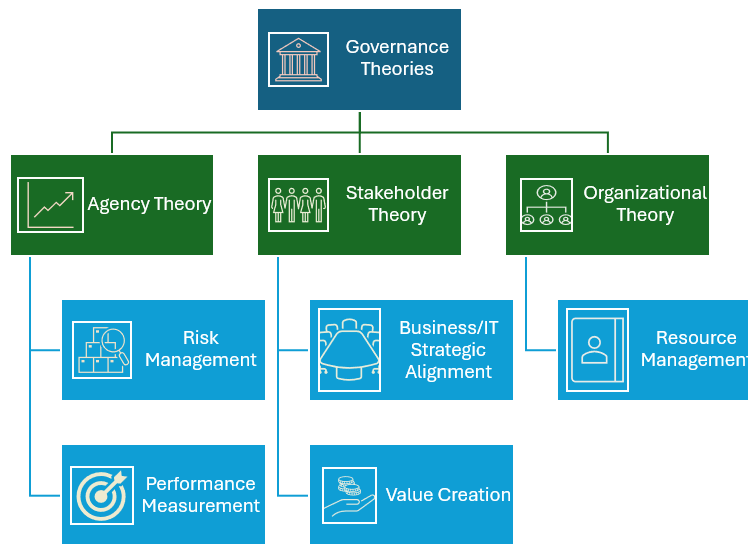 Governance
Theories
Agency Theory
Stakeholder
Theory
Organizational
Theory
Risk
Management
Business/IT
Strategic
Alignment
Resource
Management
Performance
Measurement
Value Creation